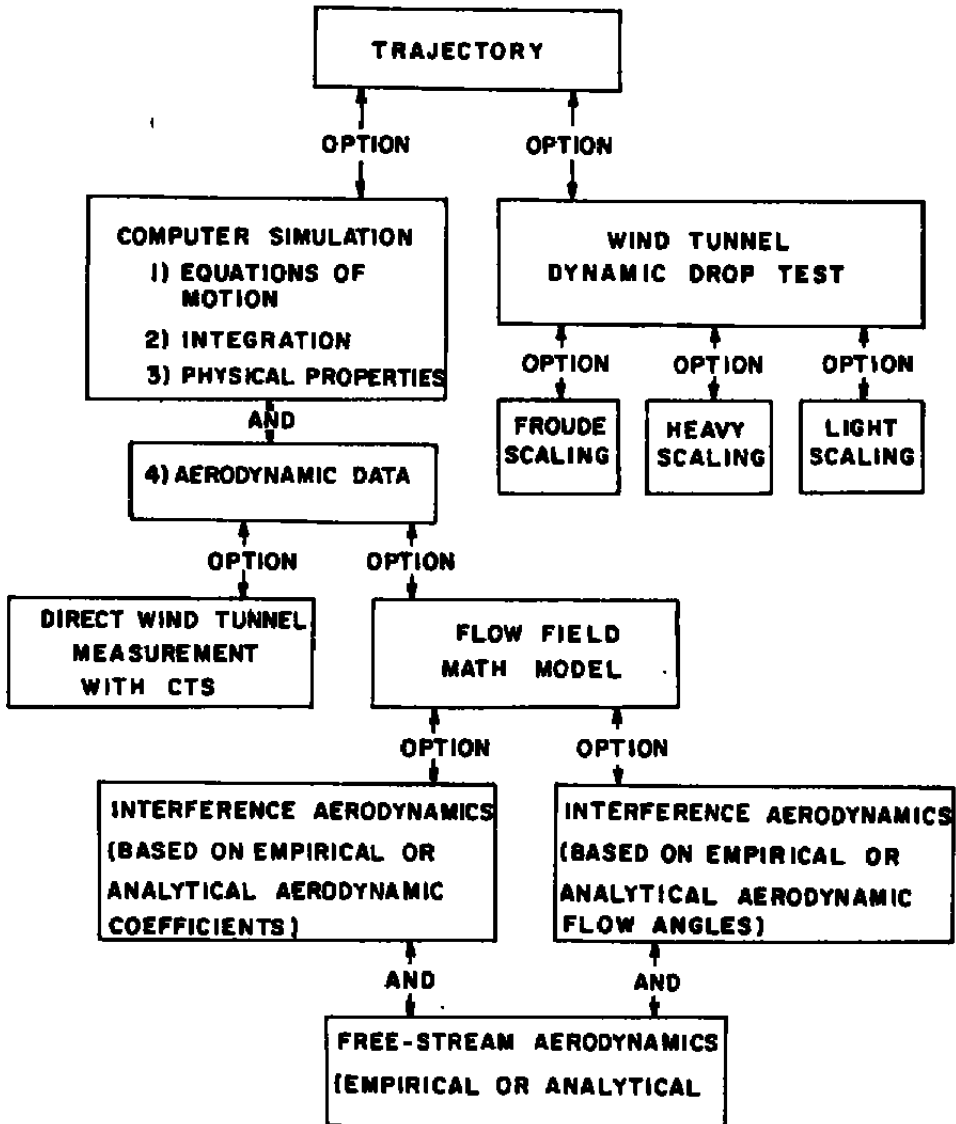 TRAJECTORY
OPTION
OPTION
COMPUTER SIMULATION
1) EQUATIONS OF
MOTION
2) INTEGRATION
3) PHYSICAL PROPERTIES
WIND TUNNEL
DYNAMIC DROP TEST
OPTION
OPTION
OPTION
FROUDE
SCALING
HEAVY
SCALING
LIGHT
SCALING
AND
4) AERODYNAMIC DATA
OPTION
OPTION
DIRECT WIND TUNNEL
MEASUREMENT
WITH CTS
FLOW FIELD
MATH MODEL
OPTION
OPTION
INTERFERENCE AERODYNAMICS
(BASED ON EMPIRICAL OR
ANALYTICAL AERODYNAMIC
COEFFICIENTS)
INTERFERENCE AERODYNAMICS
(BASED ON EMPIRICAL OR
ANALYTICAL AERODYNAMIC
FLOW ANGLES)
AND
AND
FREE-STREAM AERODYNAMICS
(EMPIRICAL OR ANALYTICAL